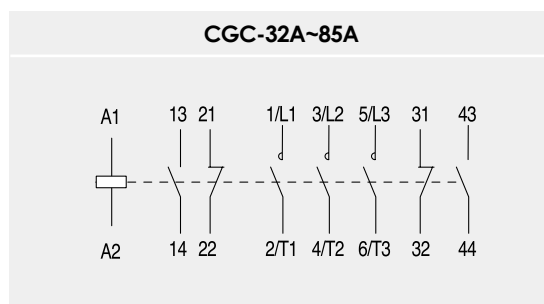 CGC-32A~85A
A1 13 21 1/L1 3/L2 5/L3 31 43
A2 14 22 2/T1 4/T2 6/T3 32 44